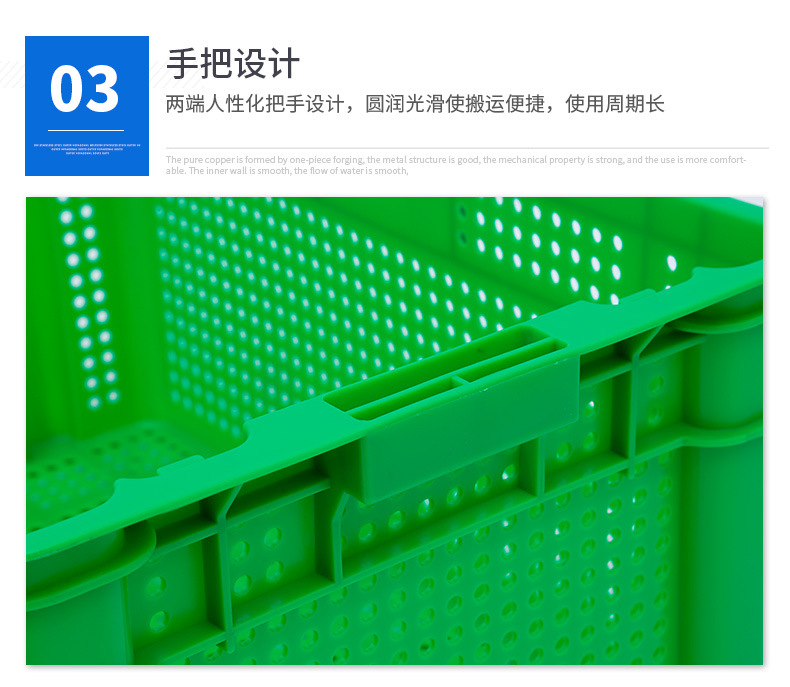 03
手把设计
两端人性化把手设计，圆润光滑使搬运便捷，使用周期长
The pure copper is formed by one-piece forging, the metal structure is good, the mechanical property is strong, and the use is more comfort-
able. The inner wall is smooth, the flow of water is smooth,